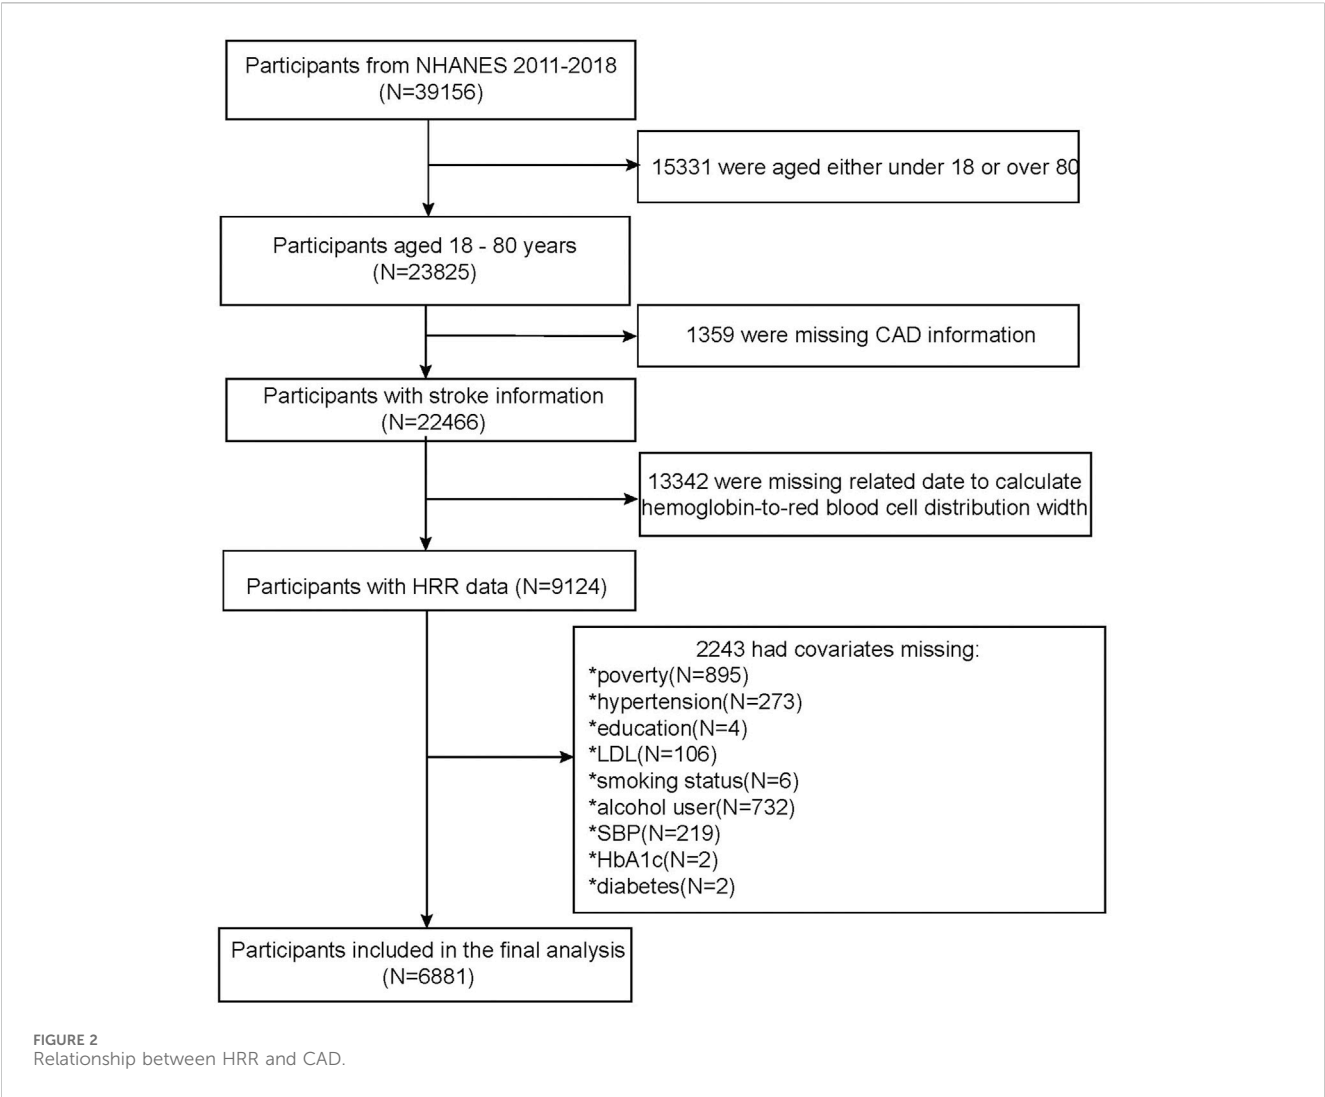 Participants from NHANES 2011-2018
(N=39156)
15331 were aged either under 18 or over 80
Participants aged 18 - 80 years
(N=23825)
1359 were missing CAD information
Participants with stroke information
(N=22466)
13342 were missing related date to calculate
hemoglobin-to-red blood cell distribution width
Participants with HRR data (N=9124)
2243 had covariates missing:
*poverty(N=895)
*hypertension(N=273)
*education(N=4)
*LDL(N=106)
*smoking status(N=6)
*alcohol user(N=732)
*SBP(N=219)
*HbA1c(N=2)
*diabetes(N=2)
Participants included in the final analysis
(N=6881)
FIGURE 2
Relationship between HRR and CAD.